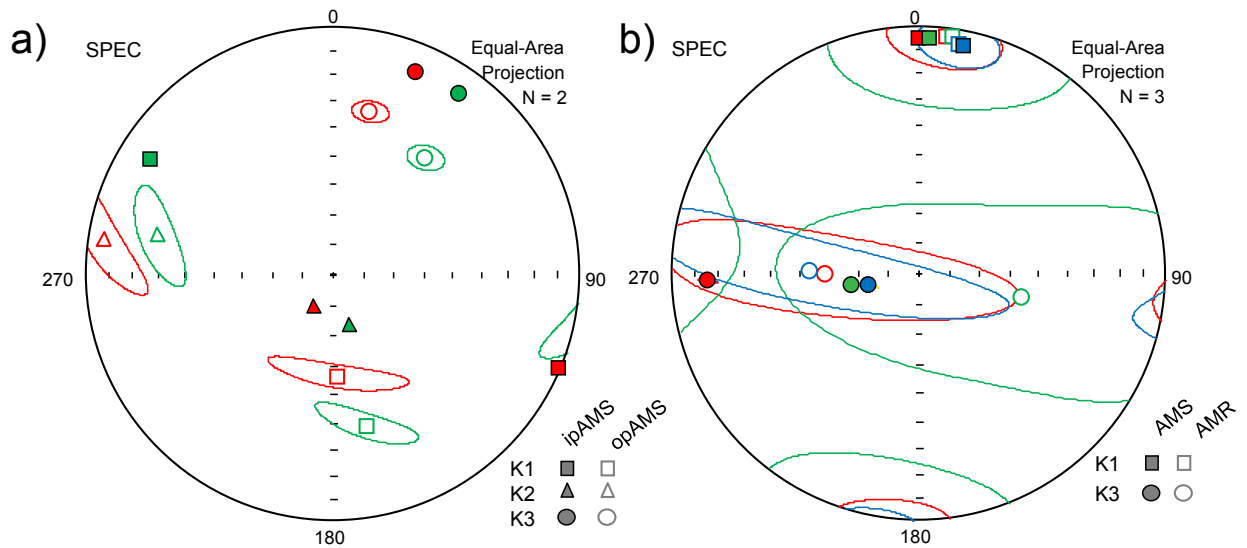 a)
SPEC
0
Equal-Area
Projection
N = 2
270
90
180
ipAMS
opAMS
K1
K2
K3
b)
SPEC
0
Equal-Area
Projection
N = 3
270
90
180
AMS
AMR
K1
K3